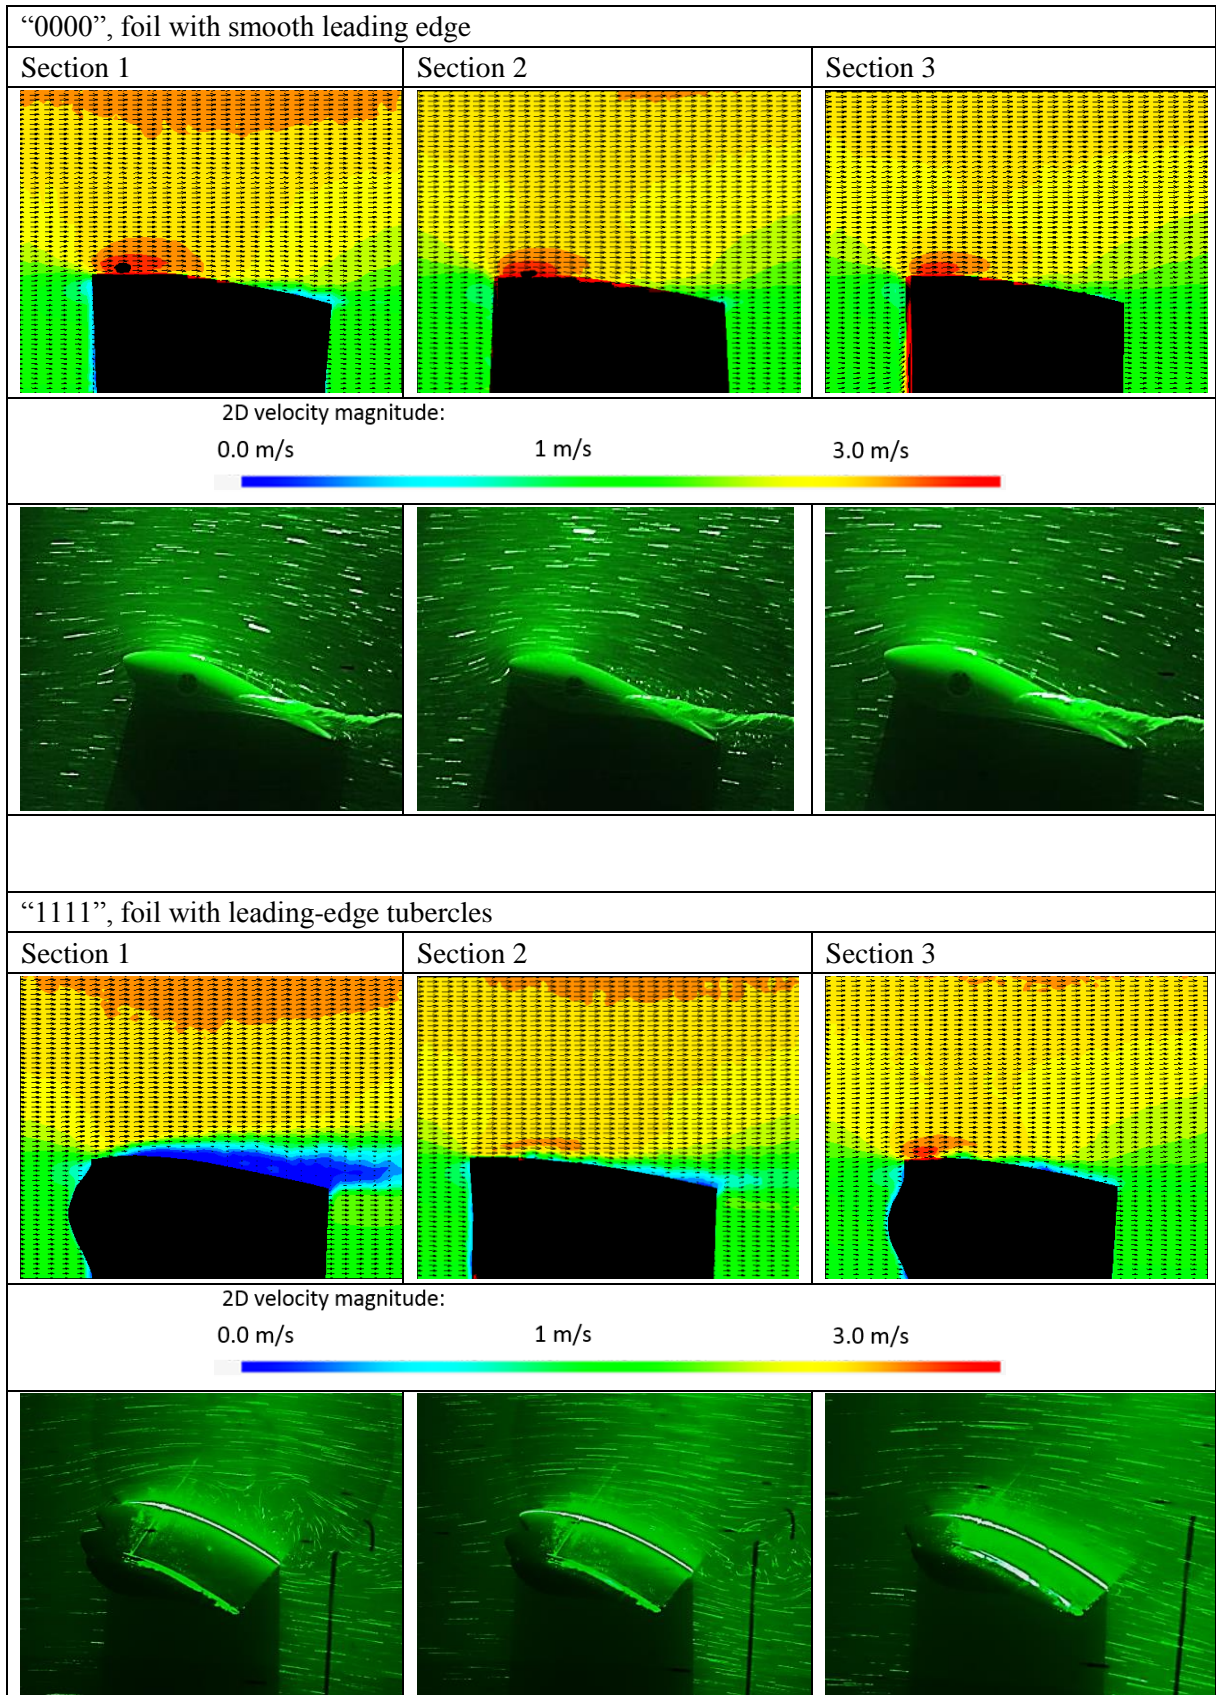 “0000”, foil with smooth leading edge
Section 1 Section 2 Section 3
2D velocity magnitude:
0.0 m/s 1 m/s 3.0 m/s
“1111”, foil with leading-edge tubercles
Section 1 Section 2 Section 3
2D velocity magnitude:
0.0 m/s 1 m/s 3.0 m/s